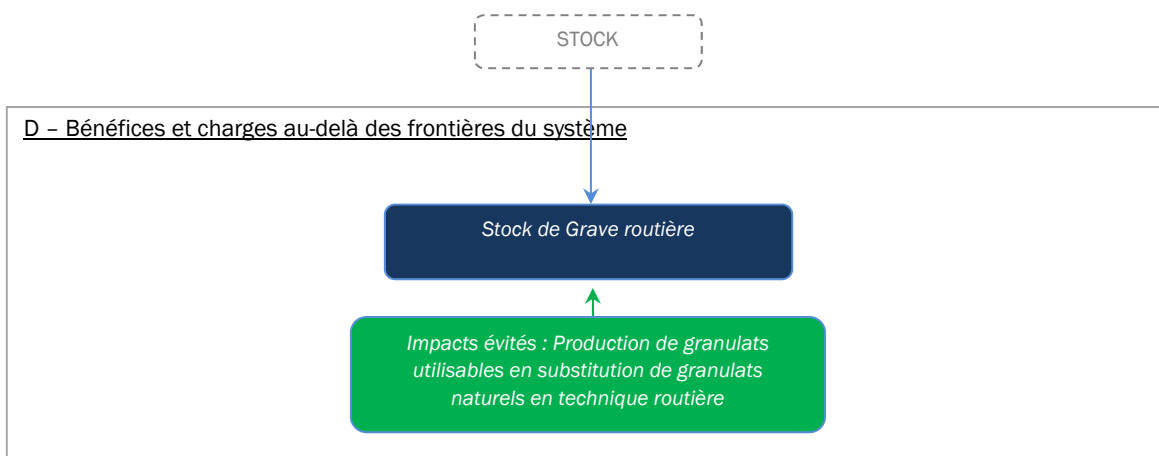 STOCK
D – Bénéfices et charges au-delà des frontières du système
Stock de Grave routière
Impacts évités : Production de granulats
utilisables en substitution de granulats
naturels en technique routière